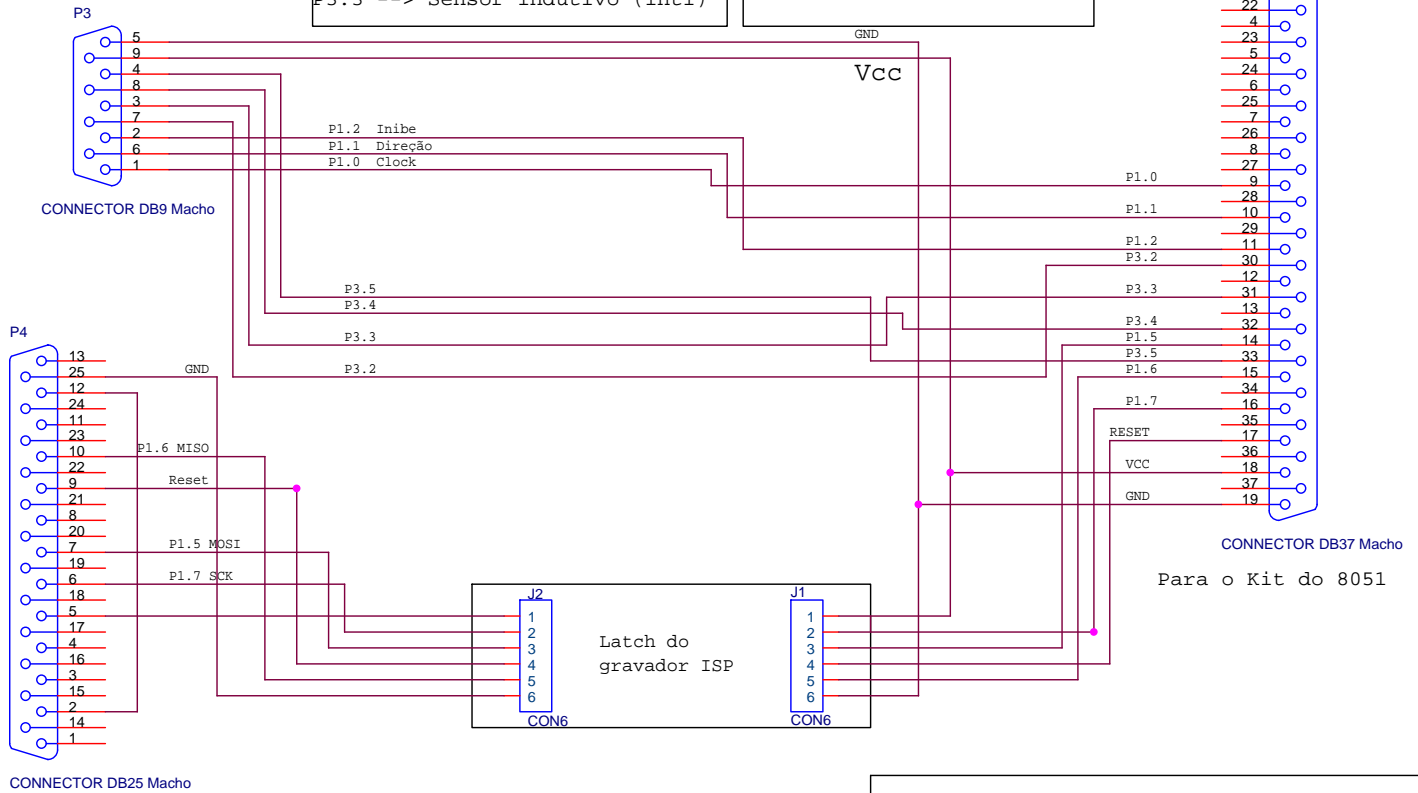 P3.3 --> Sensor Indutivo (int1)
P3
5
9
4
8
3
7
2
6
1
CONNECTOR DB9 Macho
GND
Vcc
P1.2 Inibe
P1.1 Direção
P1.0 Clock
P3.5
P3.4
P3.3
P3.2
22
4
23
5
24
6
25
7
26
8
27
9
28
10
29
11
30
12
31
13
32
14
33
15
34
16
35
17
36
18
37
19
P1.0
P1.1
P1.2
P3.2
P3.3
P3.4
P1.5
P3.5
P1.6
P1.7
RESET
VCC
GND
CONNECTOR DB37 Macho
Para o Kit do 8051
P4
13
25
12
24
11
23
10
22
9
21
8
20
7
19
6
18
5
17
4
16
3
15
2
14
1
GND
P1.6 MISO
Reset
P1.5 MOSI
P1.7 SCK
CONNECTOR DB25 Macho
J2
1
2
3
4
5
6
CON6
Latch do
gravador ISP
J1
1
2
3
4
5
6
CON6